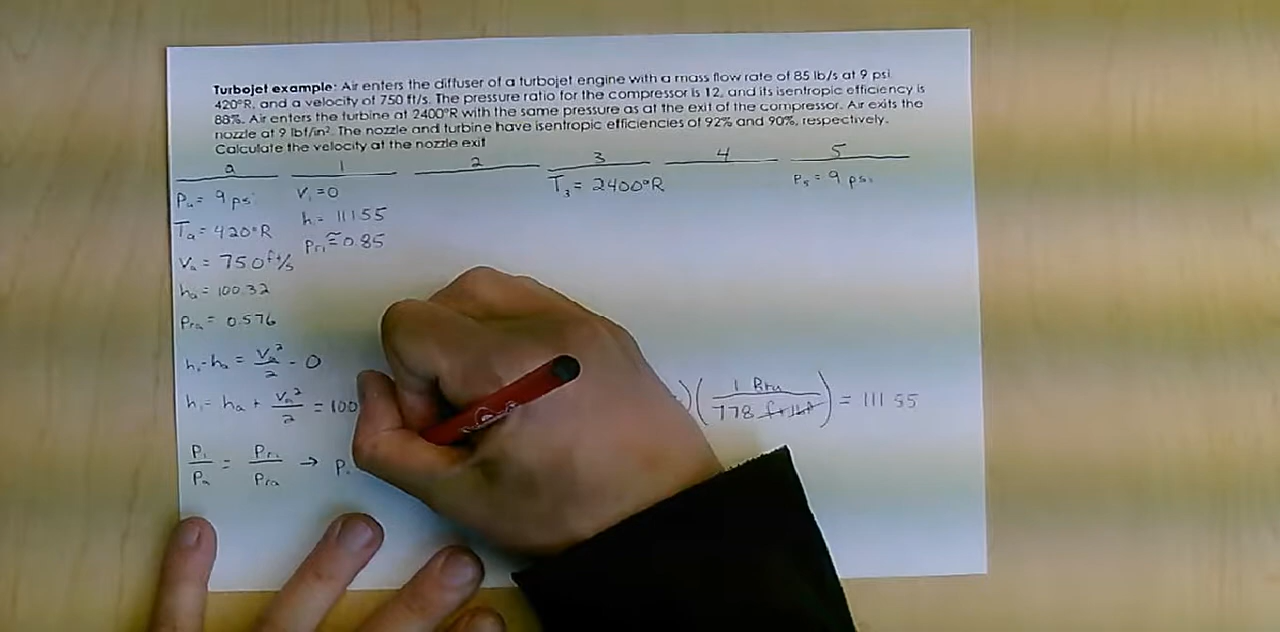 Turbojet example: Air enters the diffuser of a turbojet engine with a mass flow rate of 85 lb/s at 9 psi
420°R, and a velocity of 750 ft/s. The pressure ratio for the compressor is 12, and its isentropic efficiency is
88%. Air enters the turbine at 2400°R with the same pressure as at the exit of the compressor. Air exits the
nozzle at 9 lbf/in². The nozzle and turbine have isentropic efficiencies of 92% and 90%, respectively.
Calculate the velocity at the nozzle exit
a 1 2 3 4 5
Pa = 9 psi V₁ = 0 T₃ = 2400°R P₅ = 9 psi
Ta = 420°R h₁ = 111.55
Va = 750 ft/s Pr₁ ≅ 0.85
ha = 100.32
Pra = 0.576
h₁-ha = Va²/2 - 0
h₁ = ha + Va²/2 = 100 ) (1 Btu / 778 ft·lbf) = 111.55
P₁/Pa = Pr₁/Pra → P₁